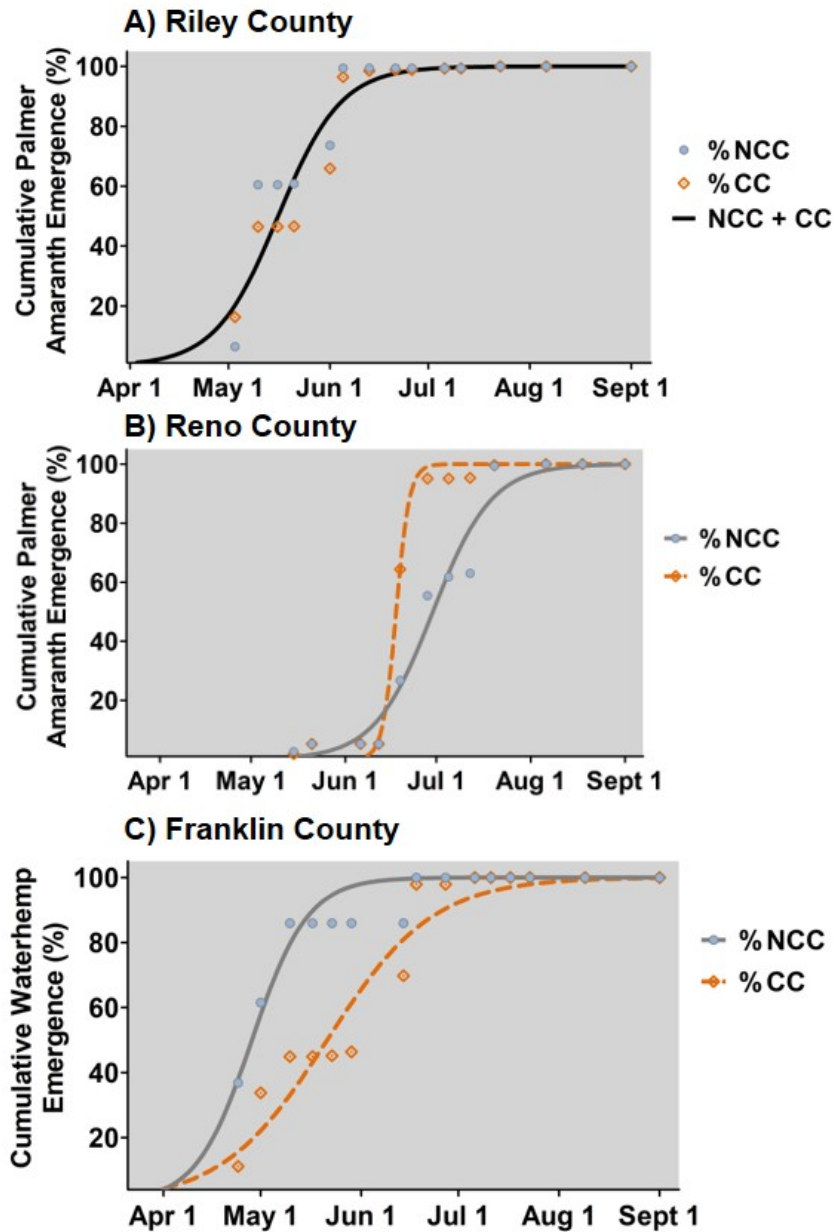 A) Riley County
Cumulative Palmer
Amaranth Emergence (%)
100
80
60
40
20
Apr 1 May 1 Jun 1 Jul 1 Aug 1 Sept 1
% NCC
% CC
NCC + CC
B) Reno County
Cumulative Palmer
Amaranth Emergence (%)
100
80
60
40
20
Apr 1 May 1 Jun 1 Jul 1 Aug 1 Sept 1
% NCC
% CC
C) Franklin County
Cumulative Waterhemp
Emergence (%)
100
80
60
40
20
Apr 1 May 1 Jun 1 Jul 1 Aug 1 Sept 1
% NCC
% CC